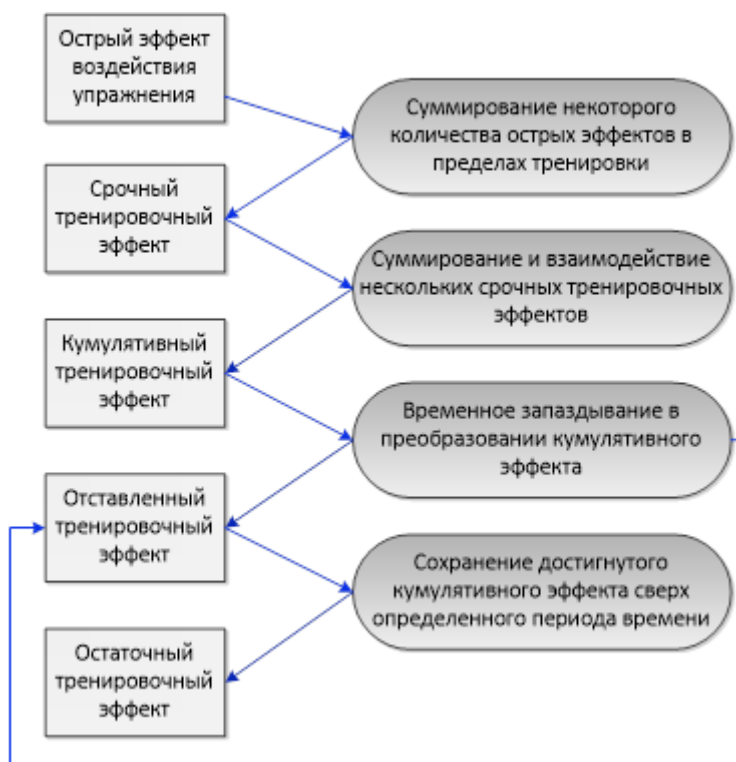 Острый эффект
воздействия
упражнения
Суммирование некоторого
количества острых эффектов в
пределах тренировки
Срочный
тренировочный
эффект
Суммирование и взаимодействие
нескольких срочных тренировочных
эффектов
Кумулятивный
тренировочный
эффект
Временное запаздывание в
преобразовании кумулятивного
эффекта
Отставленный
тренировочный
эффект
Сохранение достигнутого
кумулятивного эффекта сверх
определенного периода времени
Остаточный
тренировочный
эффект